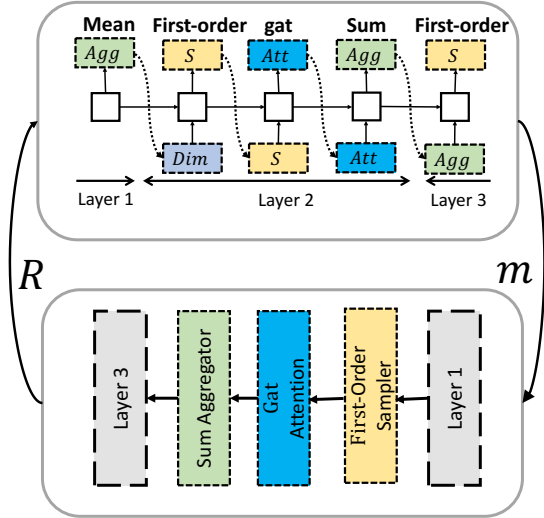 Mean First-order gat Sum First-order
Agg S Att Agg S
Dim S Att Agg
Layer 1 Layer 2 Layer 3
R m
Layer 3
Sum Aggregator
Gat
Attention
First-Order
Sampler
Layer 1